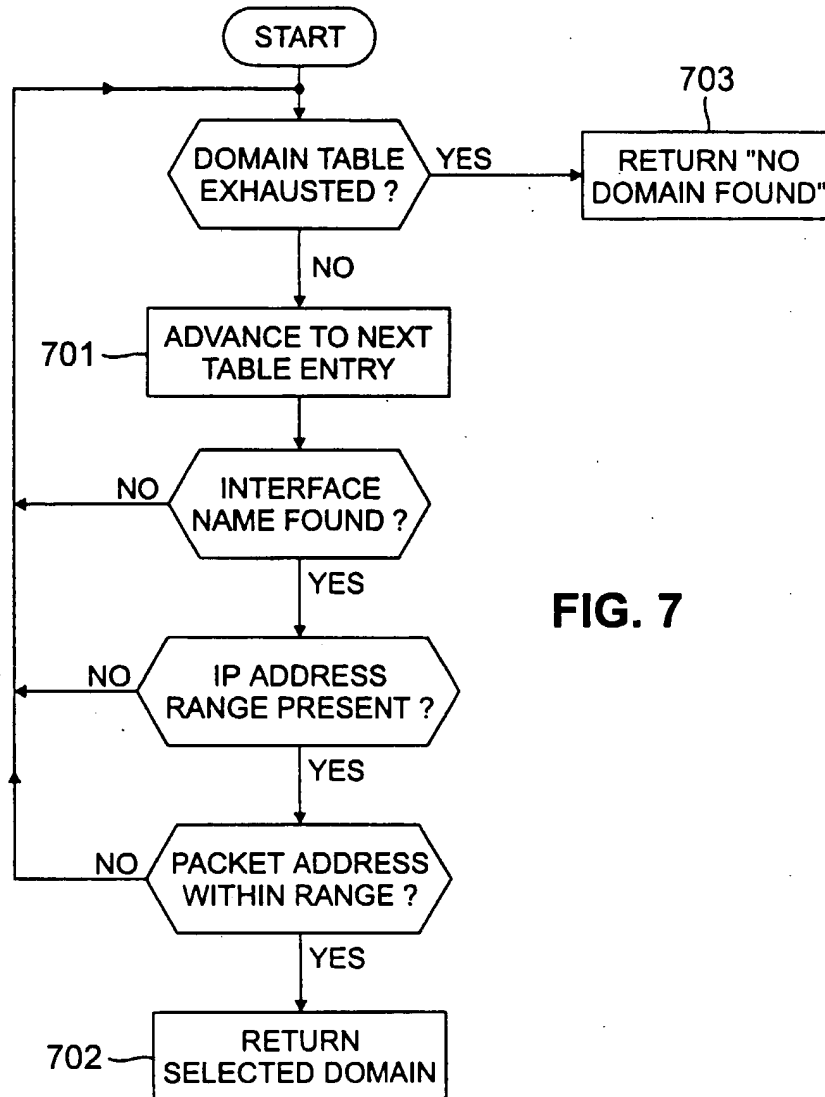 START
703
DOMAIN TABLE
EXHAUSTED ?
YES
RETURN "NO
DOMAIN FOUND"
NO
701
ADVANCE TO NEXT
TABLE ENTRY
NO
INTERFACE
NAME FOUND ?
YES
FIG. 7
NO
IP ADDRESS
RANGE PRESENT ?
YES
NO
PACKET ADDRESS
WITHIN RANGE ?
YES
702
RETURN
SELECTED DOMAIN